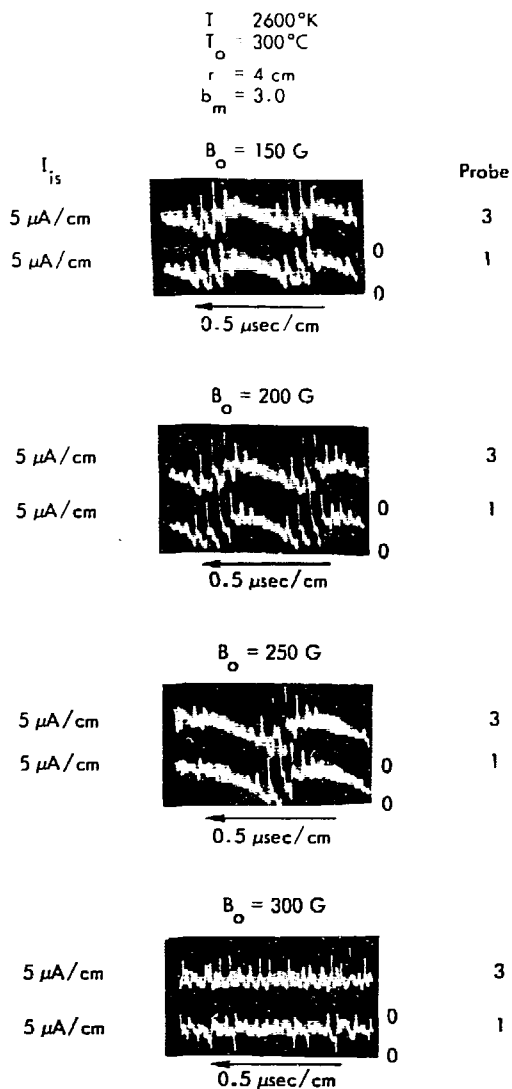 T 2600°K
T_o = 300°C
r = 4 cm
b_m = 3.0
B_o = 150 G
I_is Probe
5 μA/cm 3
5 μA/cm 0 1
0
0.5 μsec/cm
B_o = 200 G
5 μA/cm 3
5 μA/cm 0 1
0
0.5 μsec/cm
B_o = 250 G
5 μA/cm 3
5 μA/cm 0 1
0
0.5 μsec/cm
B_o = 300 G
5 μA/cm 3
5 μA/cm 0 1
0
0.5 μsec/cm